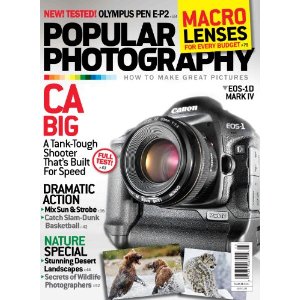 NEW! TESTED! OLYMPUS PEN E-P2
MACRO
LENSES
FOR EVERY BUDGET
POPULAR
PHOTOGRAPHY
HOW TO MAKE GREAT PICTURES
EOS-1D
MARK IV
CA
BIG
A Tank-Tough
Shooter
That's Built
For Speed
FULL
TEST!
Canon
EOS-1
DRAMATIC
ACTION
• Mix Sun & Strobe
• Catch Slam-Dunk
Basketball
NATURE
SPECIAL
• Stunning Desert
Landscapes
• Secrets of Wildlife
Photographers